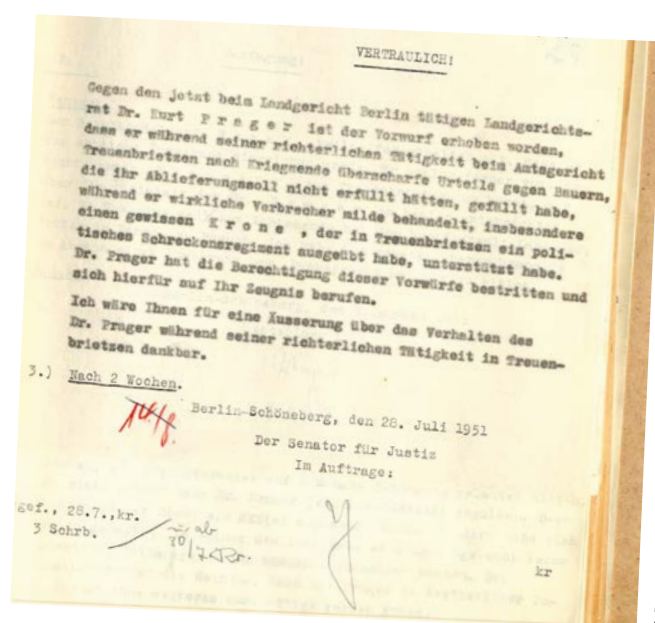 VERTRAULICH!
Gegen den jetzt beim Landgericht Berlin tätigen Landgerichts-
rat Dr. Kurt P r a g e r ist der Vorwurf erhoben worden,
dass er während seiner richterlichen Tätigkeit beim Amtsgericht
Treuenbrietzen nach Kriegsende überscharfe Urteile gegen Bauern,
die ihr Ablieferungssoll nicht erfüllt hätten, gefällt habe,
während er wirkliche Verbrecher milde behandelt, insbesondere
einen gewissen K r o n e , der in Treuenbrietzen ein poli-
tisches Schreckensregiment ausgeübt habe, unterstützt habe.
Dr. Prager hat die Berechtigung dieser Vorwürfe bestritten und
sich hierfür auf Ihr Zeugnis berufen.
Ich wäre Ihnen für eine Äusserung über das Verhalten des
Dr. Prager während seiner richterlichen Tätigkeit in Treuen-
brietzen dankbar.
3.) Nach 2 Wochen.
14/8.
Berlin-Schöneberg, den 28. Juli 1951
Der Senator für Justiz
Im Auftrage:
gef., 28.7.,kr.
3 Schrb.
ab
30/7
kr